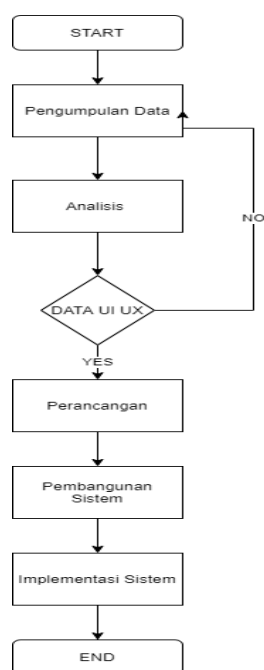 START
Pengumpulan Data
Analisis
NO
DATA UI UX
YES
Perancangan
Pembangunan
Sistem
Implementasi Sistem
END